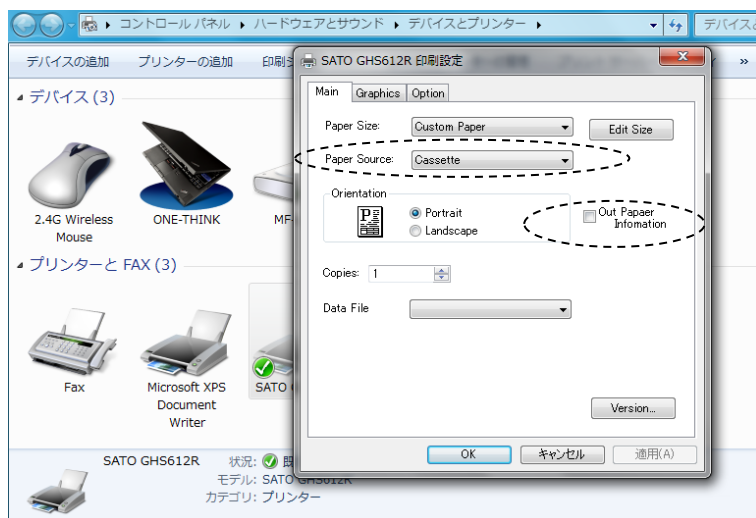 コントロール パネル ▸ ハードウェアとサウンド ▸ デバイスとプリンター ▸
デバイスと
デバイスの追加 プリンターの追加 印刷
»
デバイス (3)
2.4G Wireless
Mouse
ONE-THINK
MF-
プリンターと FAX (3)
Fax
Microsoft XPS
Document
Writer
SATO
SATO GHS612R 状況: 既
モデル: SATO GHS612R
カテゴリ: プリンター
SATO GHS612R 印刷設定
Main Graphics Option
Paper Size: Custom Paper Edit Size
Paper Source: Cassette
Orientation
Portrait
Landscape
Out Papaer
Infomation
Copies: 1
Data File
Version...
OK キャンセル 適用(A)